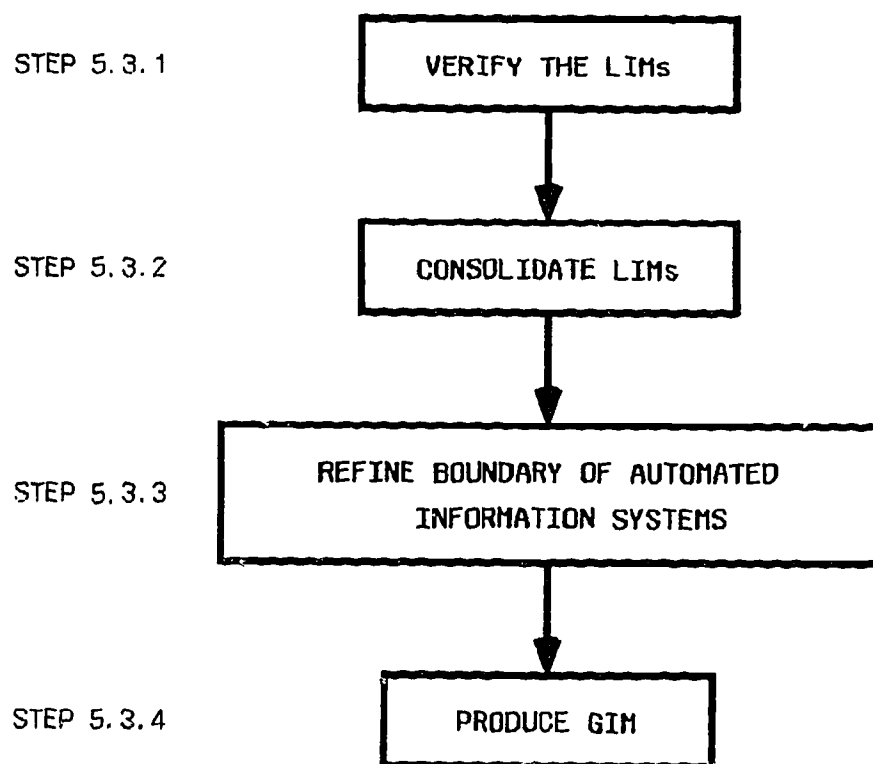 STEP 5.3.1
VERIFY THE LIMs
STEP 5.3.2
CONSOLIDATE LIMs
STEP 5.3.3
REFINE BOUNDARY OF AUTOMATED
INFORMATION SYSTEMS
STEP 5.3.4
PRODUCE GIM